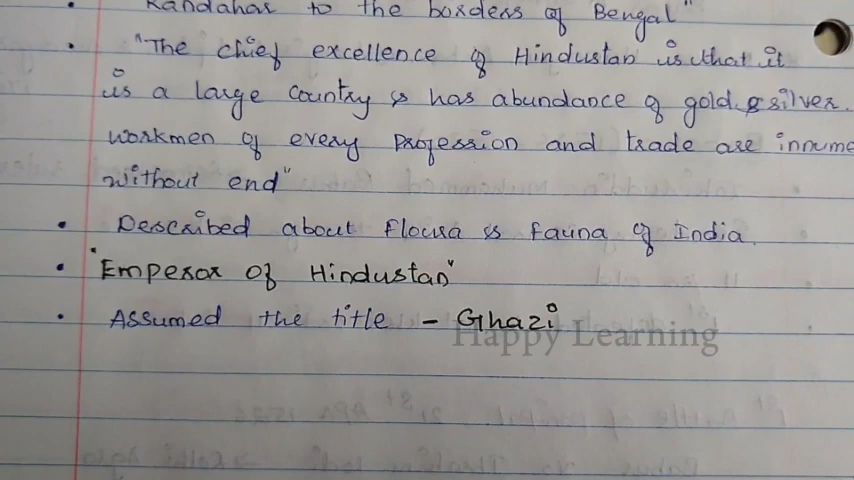 Kandahar to the borders of Bengal"
• "The chief excellence of Hindustan is that it
is a large country & has abundance of gold & silver.
workmen of every profession and trade are innume
without end"
• Described about Floura & Fauna of India.
• "Emperor of Hindustan"
• Assumed the title - Ghazi
Happy Learning